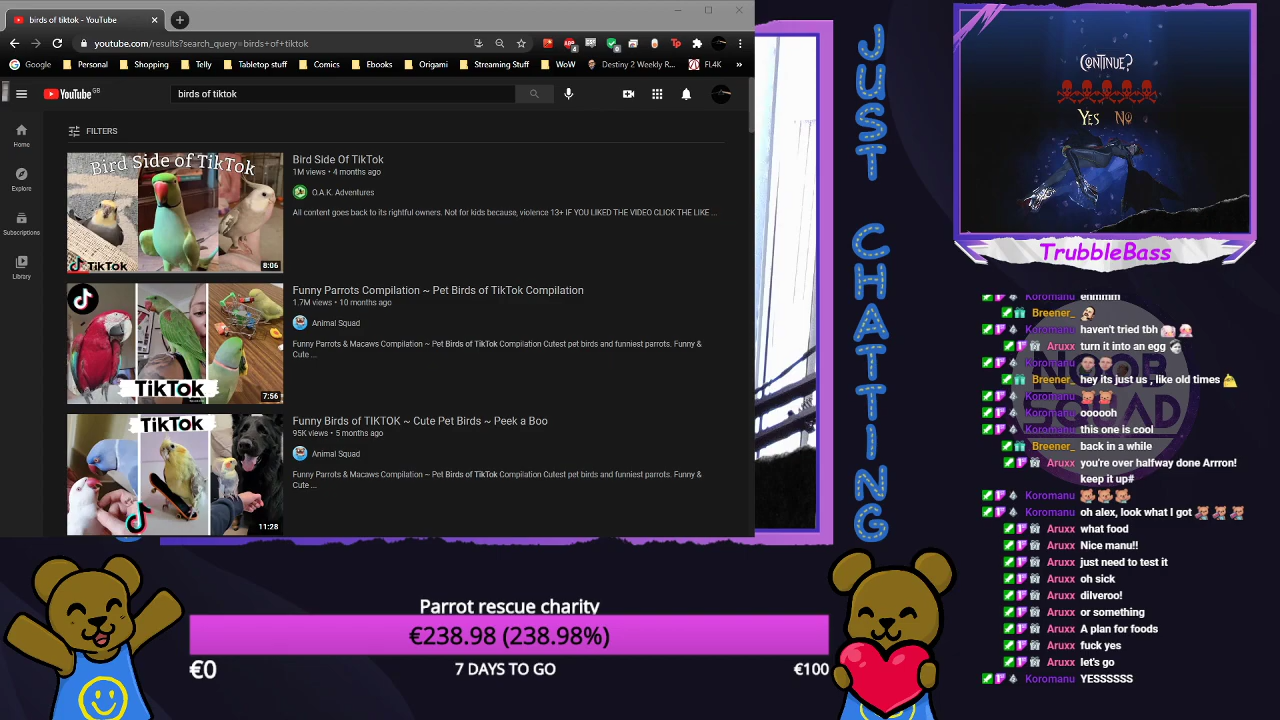 birds of tiktok - YouTube
youtube.com/results?search_query=birds+of+tiktok
Google Personal Shopping Telly Tabletop stuff Comics Ebooks Origami Streaming Stuff WoW Destiny 2 Weekly R... FL4K »
YouTube GB
birds of tiktok
Home
Explore
Subscriptions
Library
FILTERS
Bird Side of TikTok
TikTok
8:06
Bird Side Of TikTok
1M views • 4 months ago
O.A.K. Adventures
All content goes back to its rightful owners. Not for kids because, violence 13+ IF YOU LIKED THE VIDEO CLICK THE LIKE ...
TikTok
7:56
Funny Parrots Compilation ~ Pet Birds of TikTok Compilation
1.7M views • 10 months ago
Animal Squad
Funny Parrots & Macaws Compilation ~ Pet Birds of TikTok Compilation Cutest pet birds and funniest parrots. Funny &
Cute ...
TikTok
11:28
Funny Birds of TIKTOK ~ Cute Pet Birds ~ Peek a Boo
95K views • 5 months ago
Animal Squad
Funny Parrots & Macaws Compilation ~ Pet Birds of TikTok Compilation Cutest pet birds and funniest parrots. Funny &
Cute ...
JUST CHATTING
CONTINUE?
YES NO
TrubbleBass
NOOB
SQUAD
Koromanu enhmm
Breener_
Koromanu haven't tried tbh
Aruxx turn it into an egg
Koromanu
Breener_ hey its just us , like old times
Koromanu
Koromanu oooooh
Koromanu this one is cool
Breener_ back in a while
Aruxx you're over halfway done Arrron!
keep it up#
Koromanu
Koromanu oh alex, look what I got
Aruxx what food
Aruxx Nice manu!!
Aruxx just need to test it
Aruxx oh sick
Aruxx dilveroo!
Aruxx or something
Aruxx A plan for foods
Aruxx fuck yes
Aruxx let's go
Koromanu YESSSSSS
Parrot rescue charity
€238.98 (238.98%)
€0 7 DAYS TO GO €100